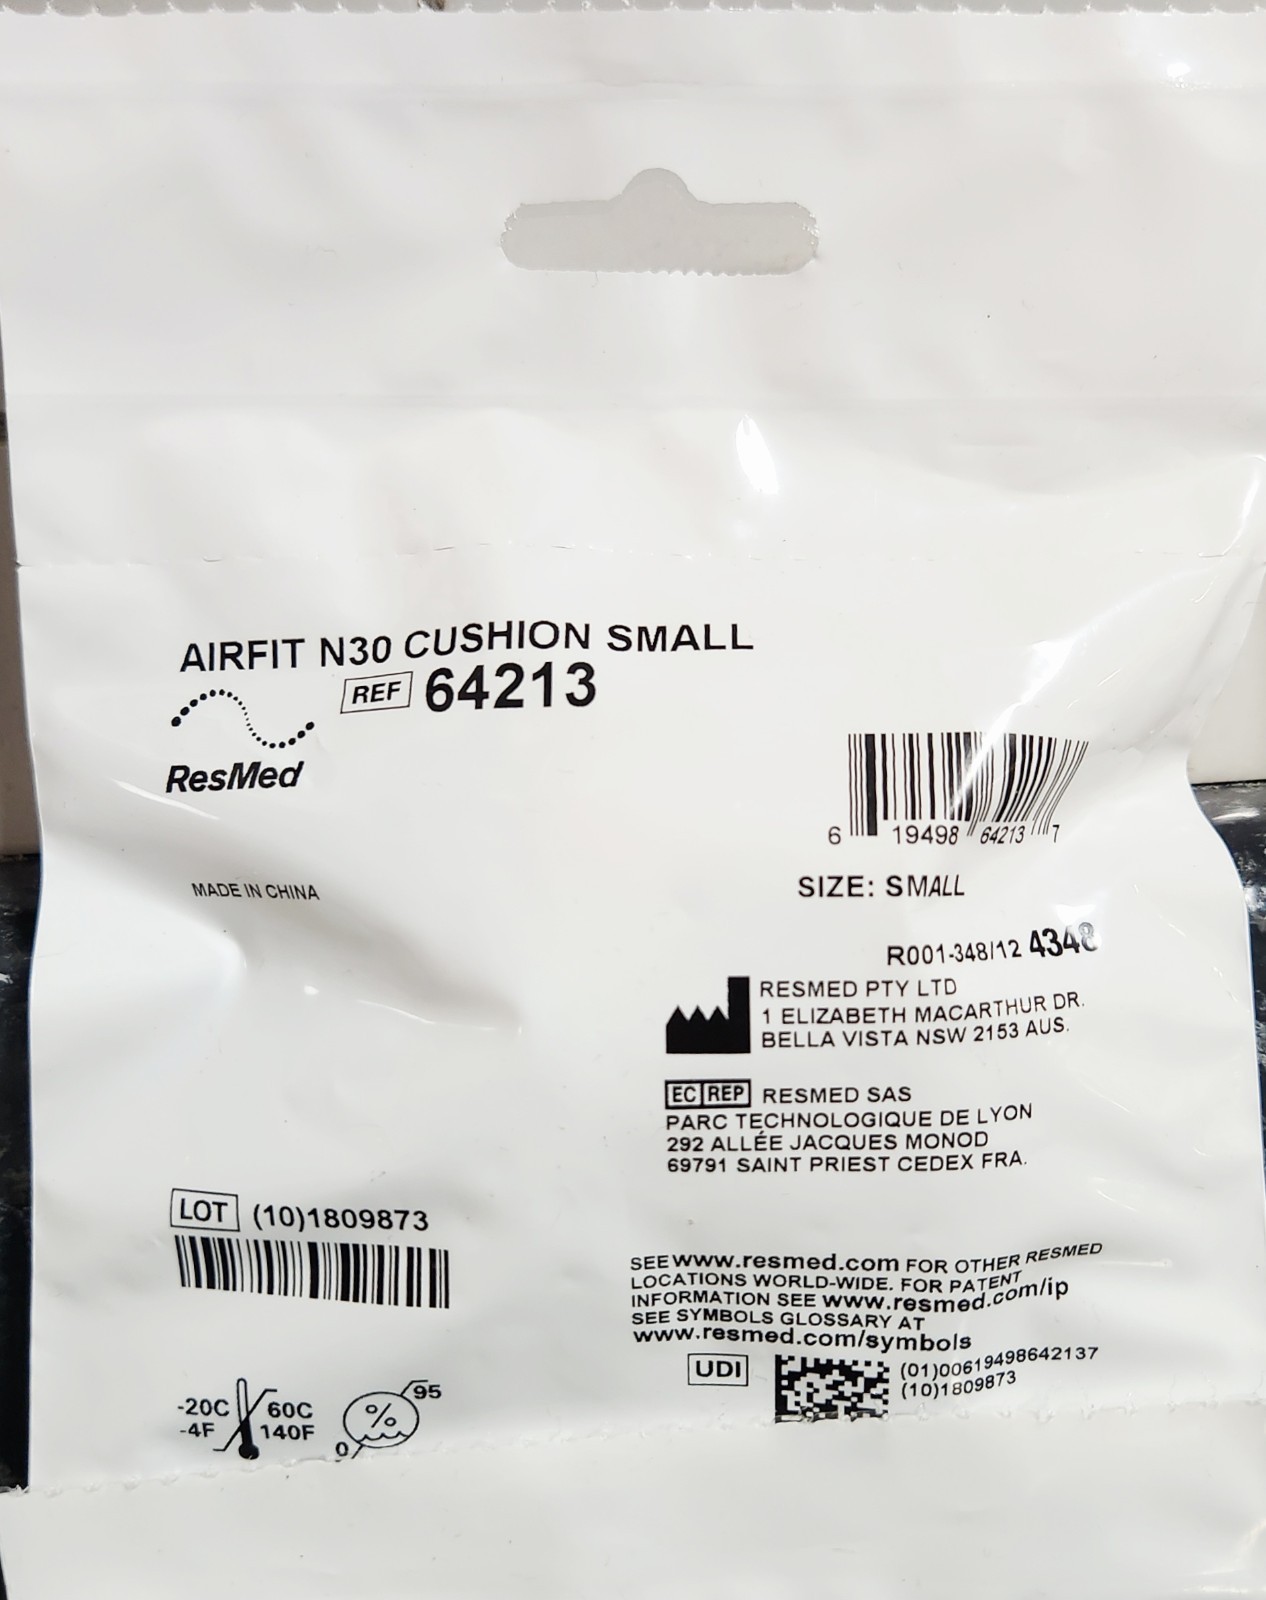 AIRFIT N30 CUSHION SMALL
REF 64213
ResMed
6 19498 64213 7
MADE IN CHINA
SIZE: SMALL
R001-348/12 4348
RESMED PTY LTD
1 ELIZABETH MACARTHUR DR.
BELLA VISTA NSW 2153 AUS.
EC REP RESMED SAS
PARC TECHNOLOGIQUE DE LYON
292 ALLÉE JACQUES MONOD
69791 SAINT PRIEST CEDEX FRA.
LOT (10)1809873
SEE www.resmed.com FOR OTHER RESMED
LOCATIONS WORLD-WIDE. FOR PATENT
INFORMATION SEE www.resmed.com/ip
SEE SYMBOLS GLOSSARY AT
www.resmed.com/symbols
UDI (01)00619498642137
(10)1809873
-20C 60C
-4F 140F
95
%
0